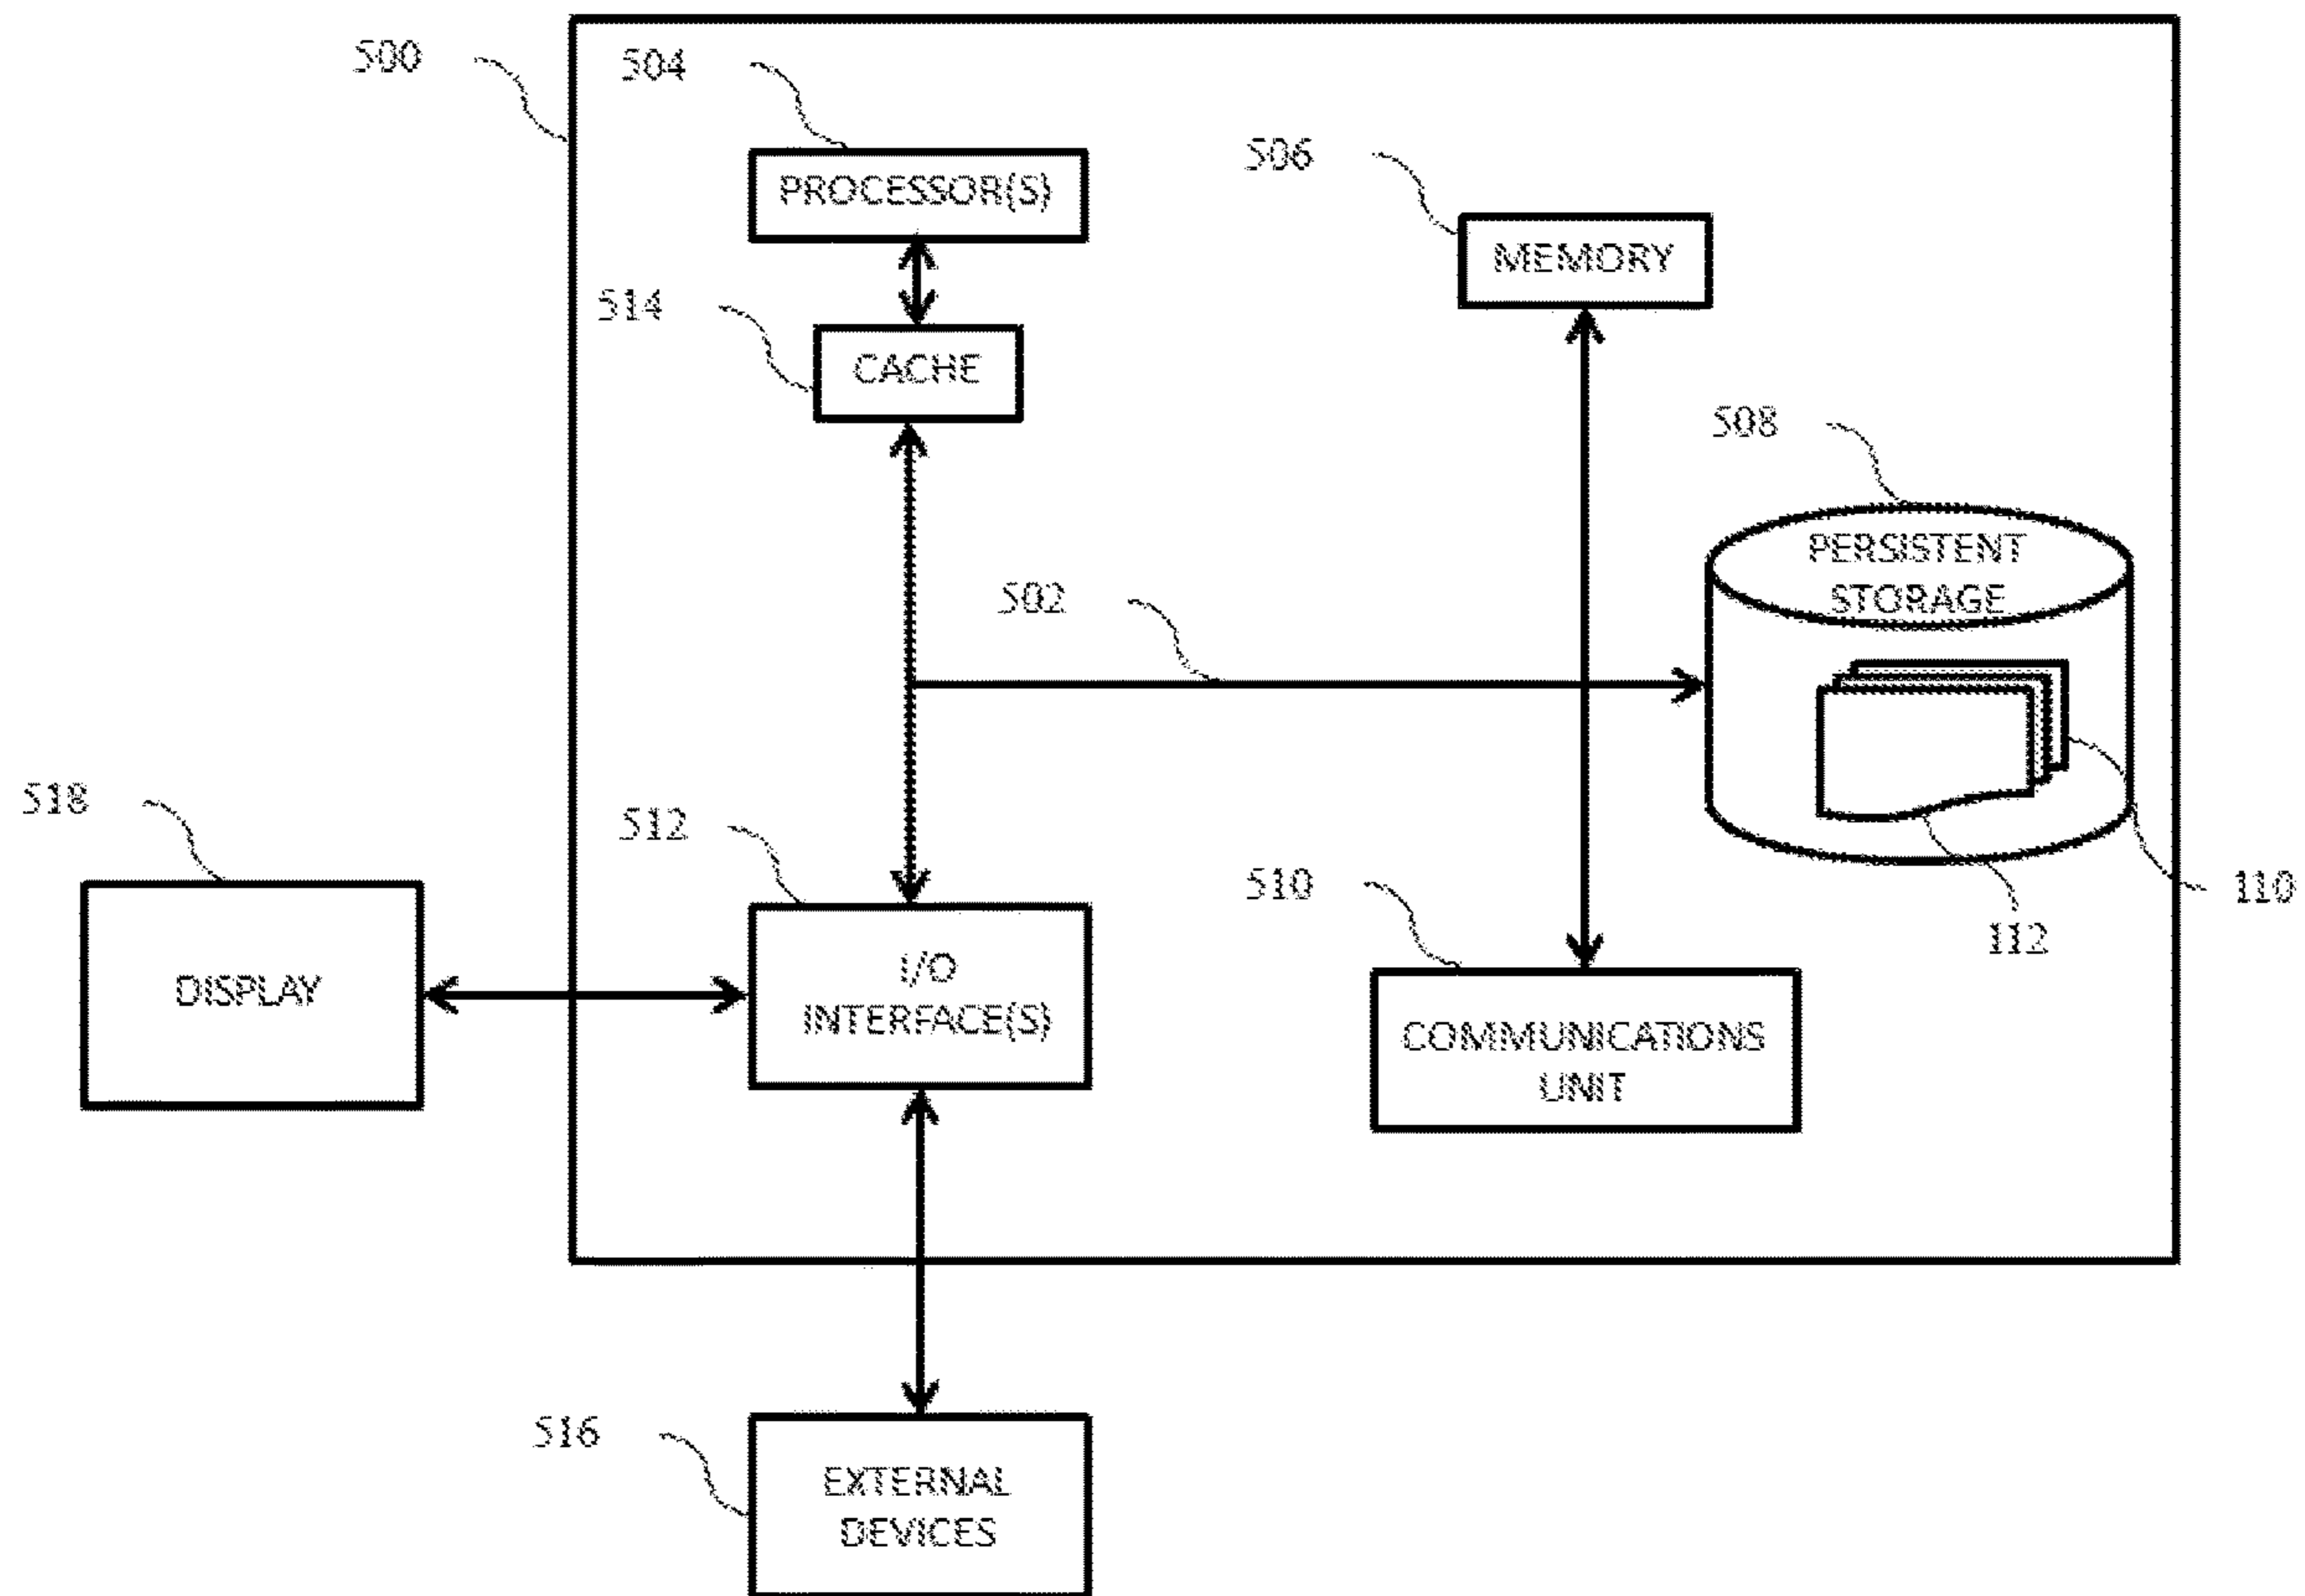 500
504
PROCESSOR(S)
506
MEMORY
514
CACHE
508
PERSISTENT
STORAGE
502
518
DISPLAY
512
I/O
INTERFACE(S)
510
COMMUNICATIONS
UNIT
110
112
516
EXTERNAL
DEVICES